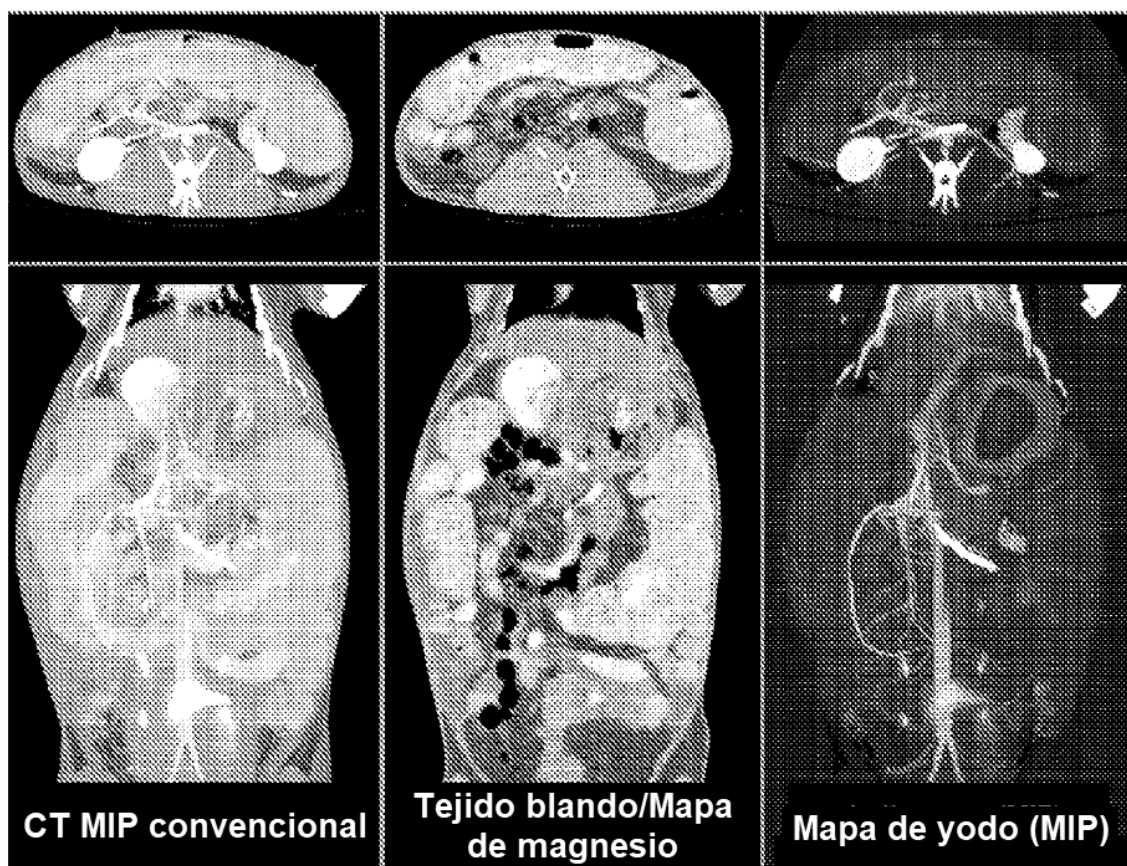 CT MIP convencional
Tejido blando/Mapa
de magnesio
Mapa de yodo (MIP)